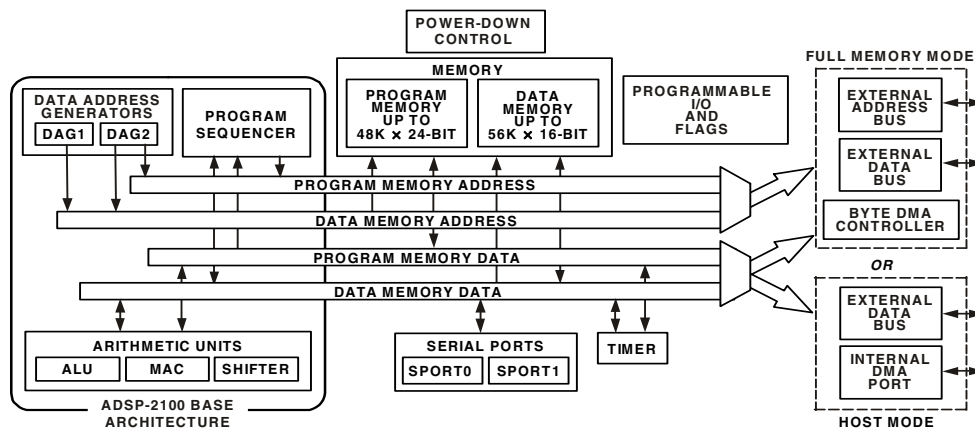 POWER-DOWN
CONTROL
FULL MEMORY MODE
MEMORY
PROGRAM
MEMORY
UP TO
48K × 24-BIT
DATA
MEMORY
UP TO
56K × 16-BIT
PROGRAMMABLE
I/O
AND
FLAGS
EXTERNAL
ADDRESS
BUS
DATA ADDRESS
GENERATORS
DAG1
DAG2
PROGRAM
SEQUENCER
EXTERNAL
DATA
BUS
PROGRAM MEMORY ADDRESS
DATA MEMORY ADDRESS
BYTE DMA
CONTROLLER
PROGRAM MEMORY DATA
OR
DATA MEMORY DATA
EXTERNAL
DATA
BUS
ARITHMETIC UNITS
ALU
MAC
SHIFTER
SERIAL PORTS
SPORT0
SPORT1
TIMER
INTERNAL
DMA
PORT
ADSP-2100 BASE
ARCHITECTURE
HOST MODE